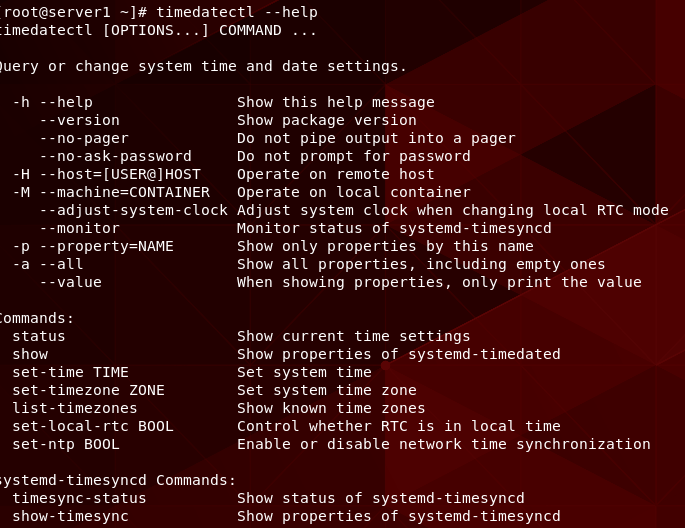 [root@server1 ~]# timedatectl --help
timedatectl [OPTIONS...] COMMAND ...
Query or change system time and date settings.
-h --help Show this help message
--version Show package version
--no-pager Do not pipe output into a pager
--no-ask-password Do not prompt for password
-H --host=[USER@]HOST Operate on remote host
-M --machine=CONTAINER Operate on local container
--adjust-system-clock Adjust system clock when changing local RTC mode
--monitor Monitor status of systemd-timesyncd
-p --property=NAME Show only properties by this name
-a --all Show all properties, including empty ones
--value When showing properties, only print the value
Commands:
status Show current time settings
show Show properties of systemd-timedated
set-time TIME Set system time
set-timezone ZONE Set system time zone
list-timezones Show known time zones
set-local-rtc BOOL Control whether RTC is in local time
set-ntp BOOL Enable or disable network time synchronization
systemd-timesyncd Commands:
timesync-status Show status of systemd-timesyncd
show-timesync Show properties of systemd-timesyncd